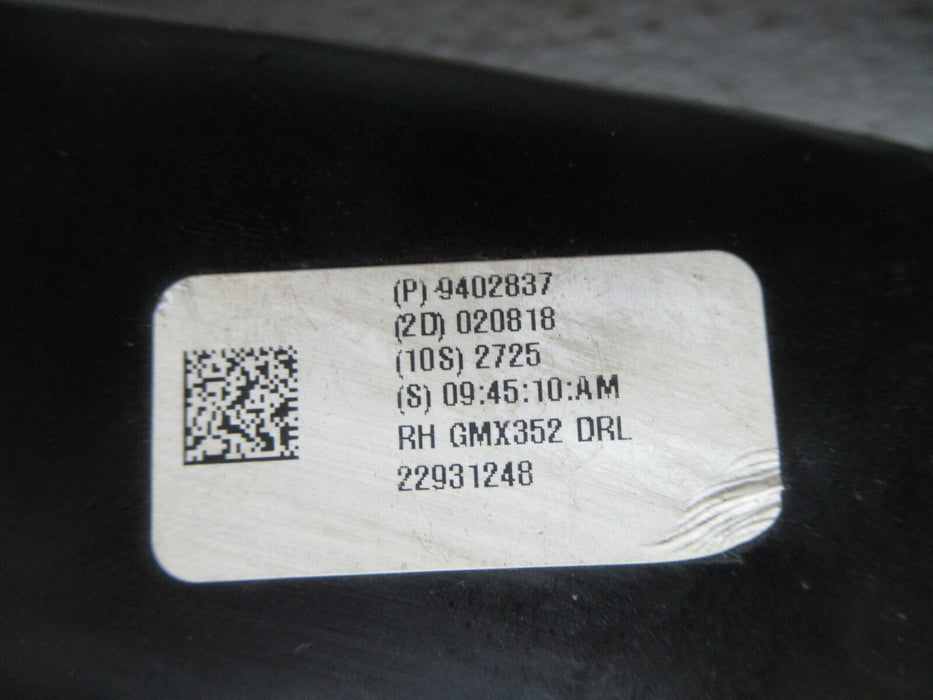 (P) 9402837
(2D) 020818
(10S) 2725
(S) 09:45:10:AM
RH GMX352 DRL
22931248